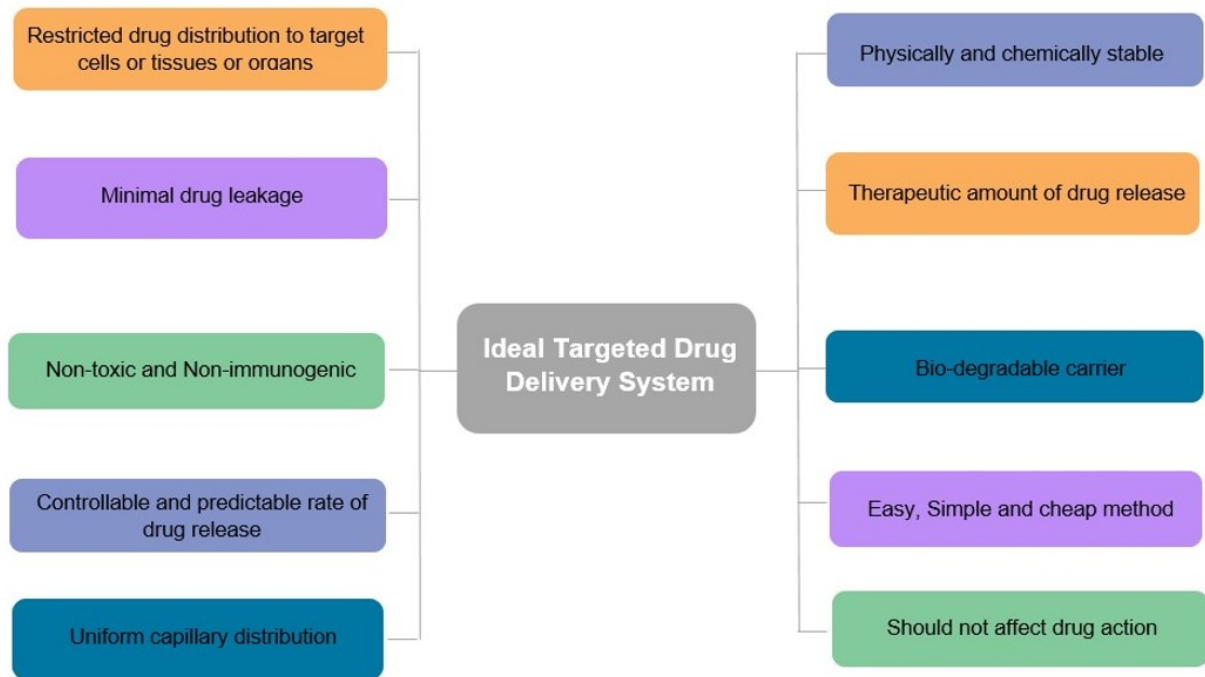 Restricted drug distribution to target
cells or tissues or organs
Minimal drug leakage
Non-toxic and Non-immunogenic
Controllable and predictable rate of
drug release
Uniform capillary distribution
Ideal Targeted Drug
Delivery System
Physically and chemically stable
Therapeutic amount of drug release
Bio-degradable carrier
Easy, Simple and cheap method
Should not affect drug action